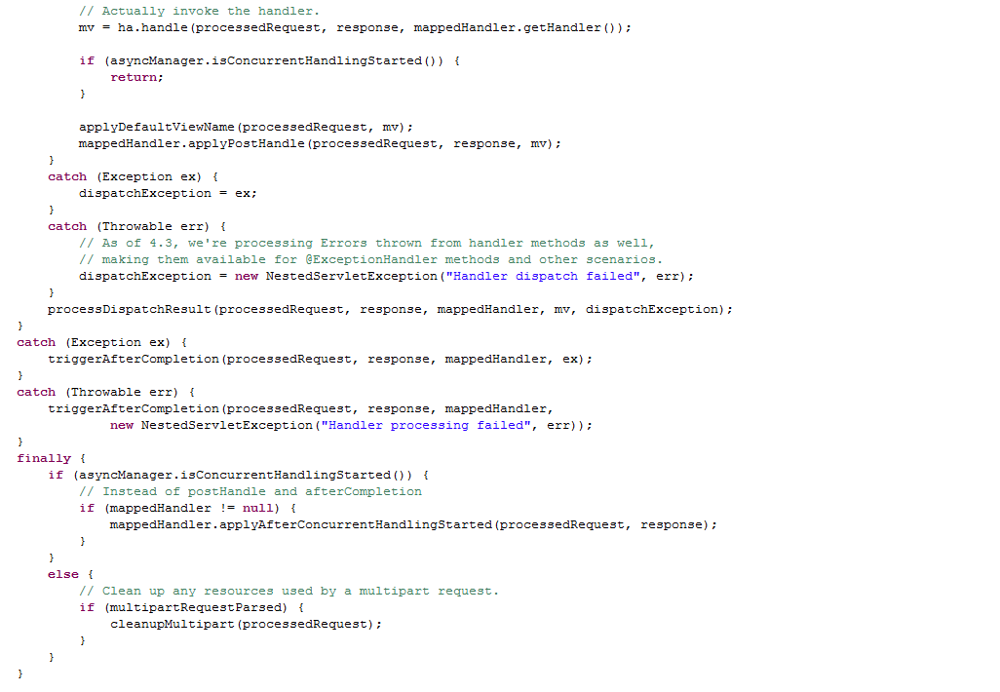 // Actually invoke the handler.
mv = ha.handle(processedRequest, response, mappedHandler.getHandler());
if (asyncManager.isConcurrentHandlingStarted()) {
return;
}
applyDefaultViewName(processedRequest, mv);
mappedHandler.applyPostHandle(processedRequest, response, mv);
}
catch (Exception ex) {
dispatchException = ex;
}
catch (Throwable err) {
// As of 4.3, we're processing Errors thrown from handler methods as well,
// making them available for @ExceptionHandler methods and other scenarios.
dispatchException = new NestedServletException("Handler dispatch failed", err);
}
processDispatchResult(processedRequest, response, mappedHandler, mv, dispatchException);
}
catch (Exception ex) {
triggerAfterCompletion(processedRequest, response, mappedHandler, ex);
}
catch (Throwable err) {
triggerAfterCompletion(processedRequest, response, mappedHandler,
new NestedServletException("Handler processing failed", err));
}
finally {
if (asyncManager.isConcurrentHandlingStarted()) {
// Instead of postHandle and afterCompletion
if (mappedHandler != null) {
mappedHandler.applyAfterConcurrentHandlingStarted(processedRequest, response);
}
}
else {
// Clean up any resources used by a multipart request.
if (multipartRequestParsed) {
cleanupMultipart(processedRequest);
}
}
}